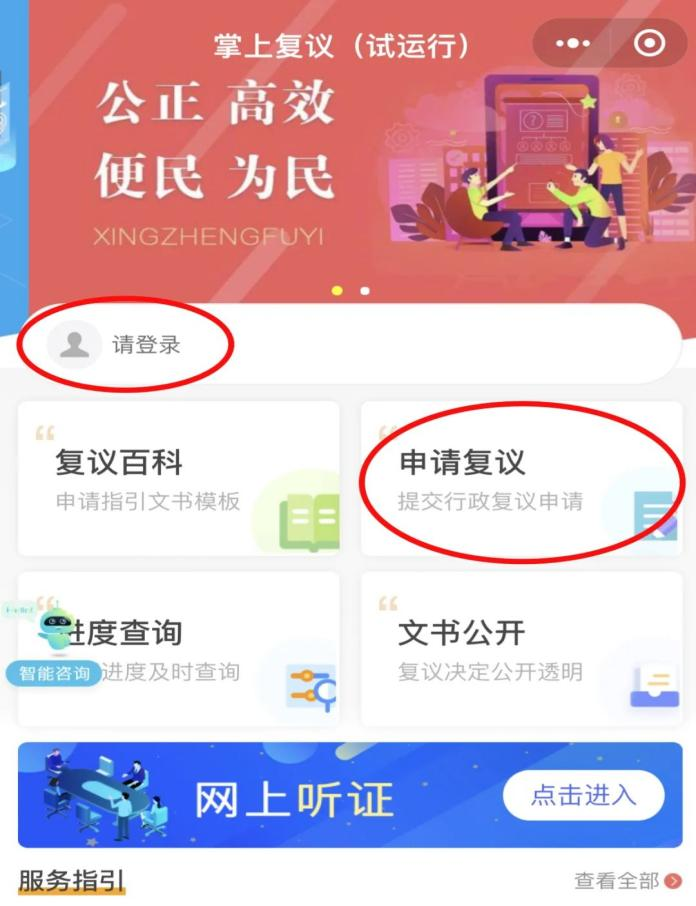 掌上复议（试运行）
公正 高效
便民 为民
XINGZHENGFUYI
请登录
复议百科
申请指引文书模板
申请复议
提交行政复议申请
Hello!
进度查询
智能咨询
进度及时查询
文书公开
复议决定公开透明
网上听证
点击进入
服务指引
查看全部